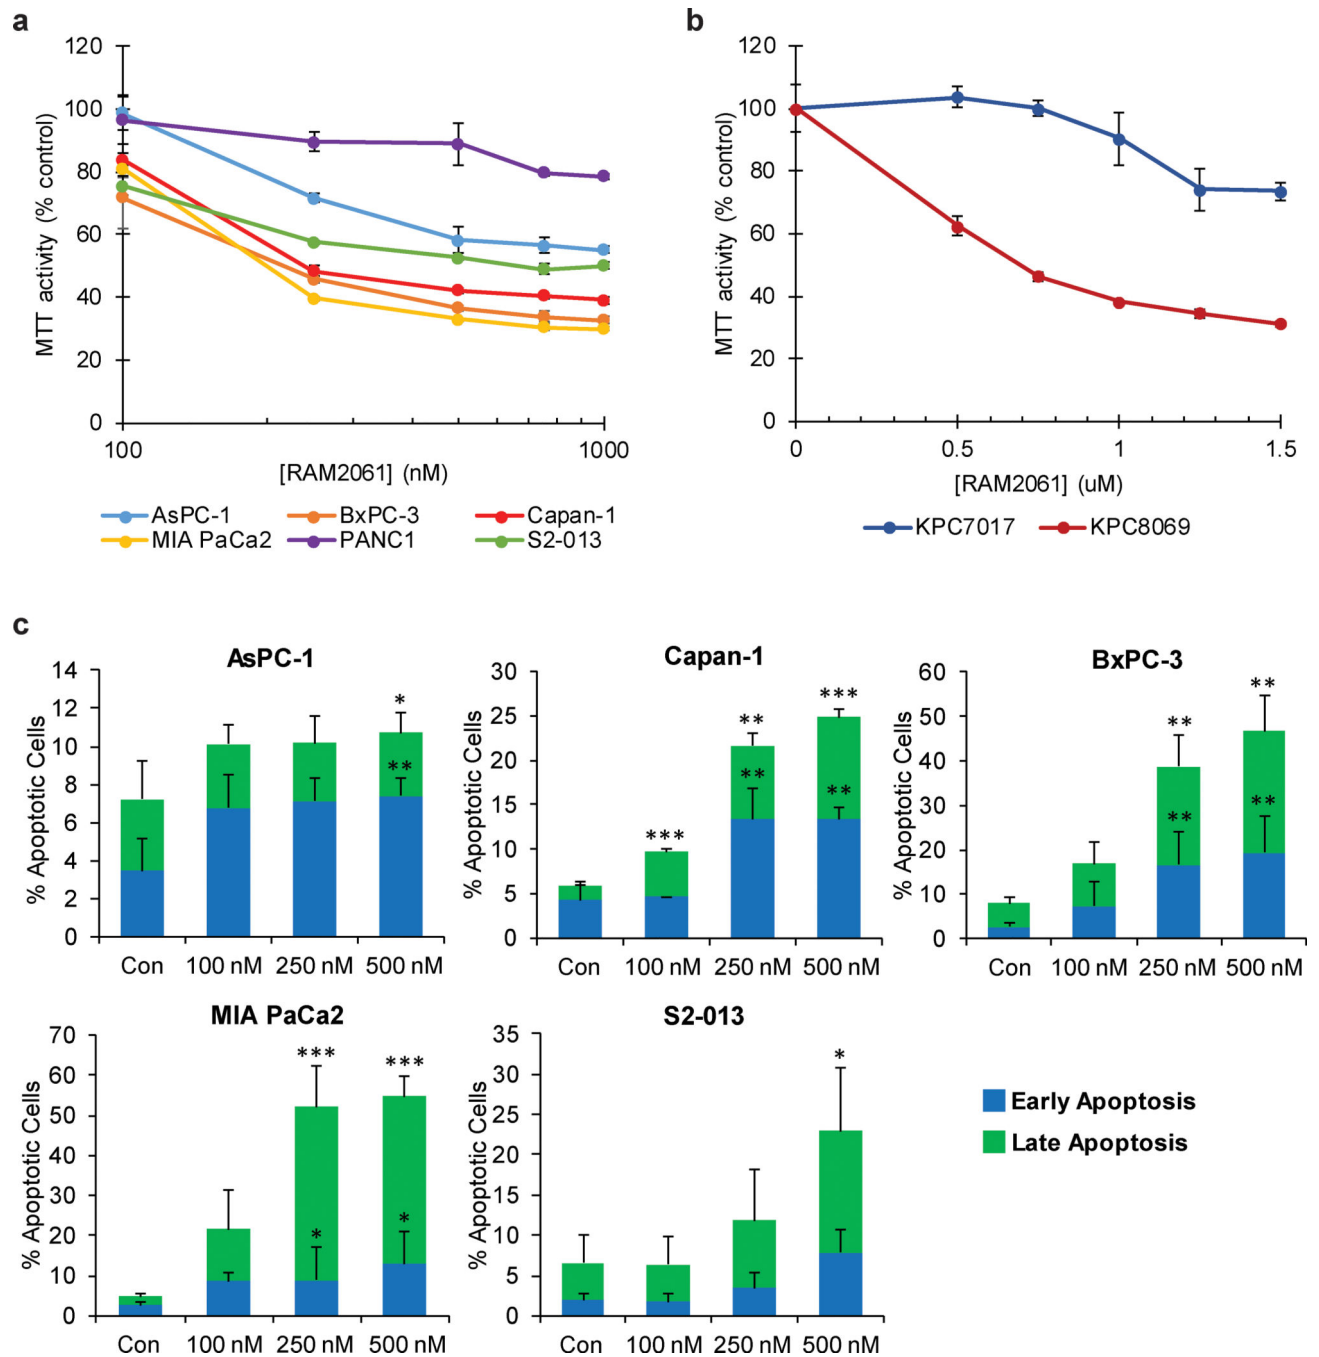 a
120
100
80
60
40
20
0
MTT activity (% control)
100 1000
[RAM2061] (nM)
AsPC-1 BxPC-3 Capan-1
MIA PaCa2 PANC1 S2-013
b
120
100
80
60
40
20
0
MTT activity (% control)
0 0.5 1 1.5
[RAM2061] (uM)
KPC7017 KPC8069
c
AsPC-1
14
12
10
8
6
4
2
0
% Apoptotic Cells
*
**
Con 100 nM 250 nM 500 nM
Capan-1
30
25
20
15
10
5
0
% Apoptotic Cells
***
**
**
***
**
Con 100 nM 250 nM 500 nM
BxPC-3
60
50
40
30
20
10
0
% Apoptotic Cells
**
**
**
**
Con 100 nM 250 nM 500 nM
MIA PaCa2
70
60
50
40
30
20
10
0
% Apoptotic Cells
***
*
***
*
Con 100 nM 250 nM 500 nM
S2-013
35
30
25
20
15
10
5
0
% Apoptotic Cells
*
Con 100 nM 250 nM 500 nM
Early Apoptosis
Late Apoptosis